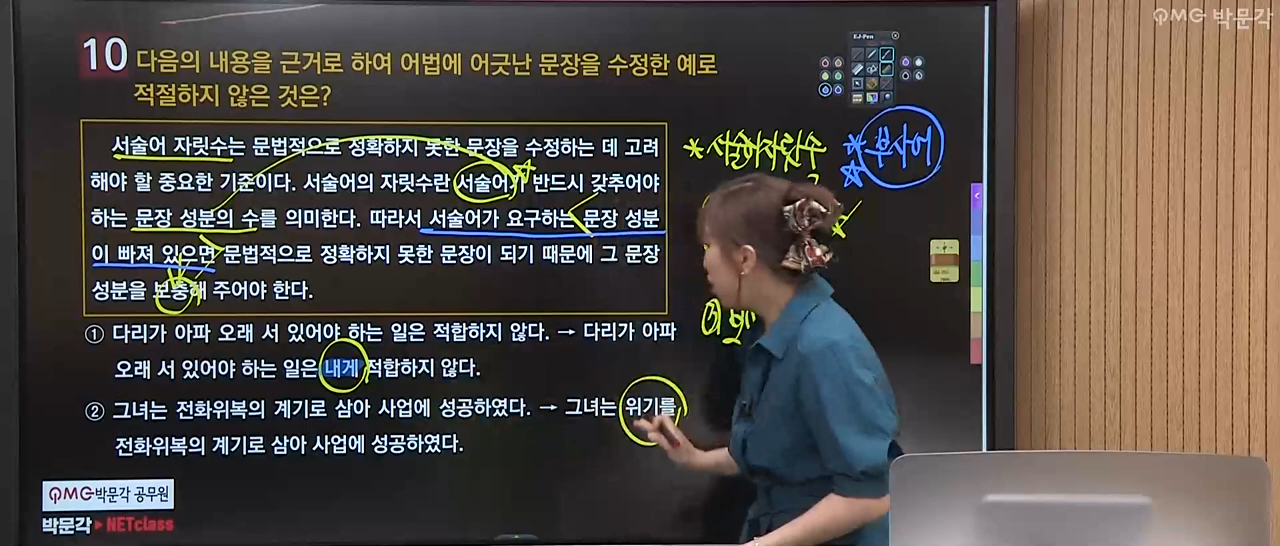 QMG 박문각
EJ-Pen
10 다음의 내용을 근거로 하여 어법에 어긋난 문장을 수정한 예로
적절하지 않은 것은?
서술어 자릿수는 문법적으로 정확하지 못한 문장을 수정하는 데 고려
해야 할 중요한 기준이다. 서술어의 자릿수란 서술어가 반드시 갖추어야
하는 문장 성분의 수를 의미한다. 따라서 서술어가 요구하는 문장 성분
이 빠져 있으면 문법적으로 정확하지 못한 문장이 되기 때문에 그 문장
성분을 보충해 주어야 한다.
* 서술어자릿수
① 다리가 아파 오래 서 있어야 하는 일은 적합하지 않다. → 다리가 아파
오래 서 있어야 하는 일은 내게 적합하지 않다.
② 그녀는 전화위복의 계기로 삼아 사업에 성공하였다. → 그녀는 위기를
전화위복의 계기로 삼아 사업에 성공하였다.
QMG박문각 공무원
박문각 NETclass